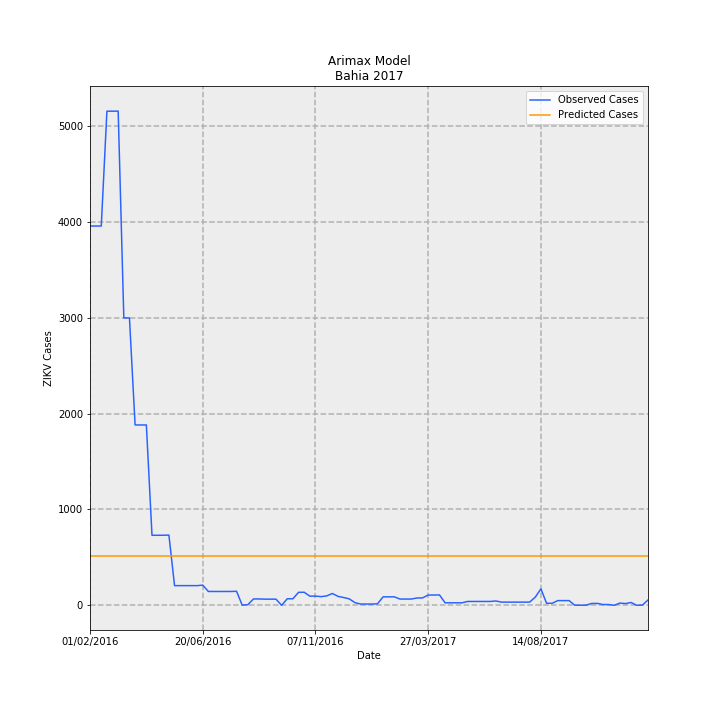 Arimax Model
Bahia 2017
Observed Cases
Predicted Cases
ZIKV Cases
5000
4000
3000
2000
1000
0
01/02/2016
20/06/2016
07/11/2016
27/03/2017
14/08/2017
Date